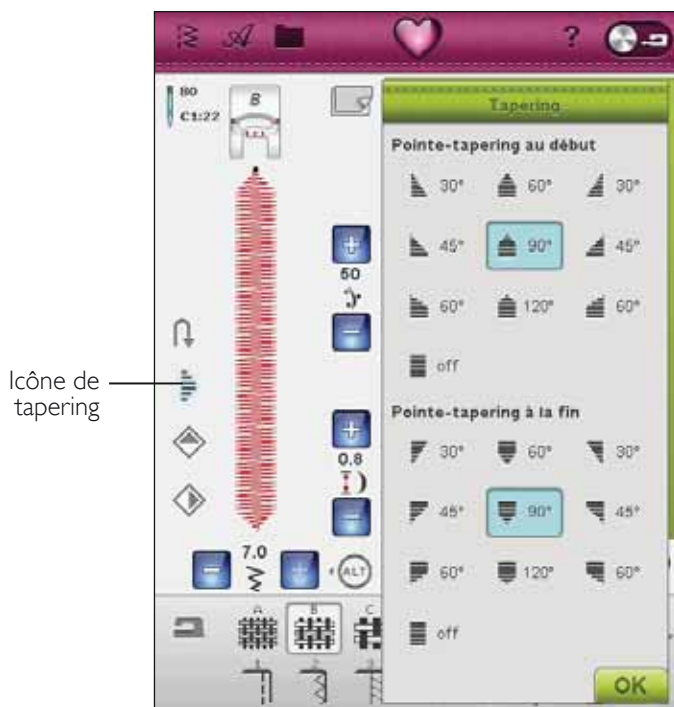 ?
80
C1:22
B
Tapering
Pointe-tapering au début
30° 60° 30°
45° 90° 45°
60° 120° 60°
off
50
Icône de
tapering
Pointe-tapering à la fin
30° 60° 30°
45° 90° 45°
60° 120° 60°
off
0.8
7.0
ALT
A B C
OK